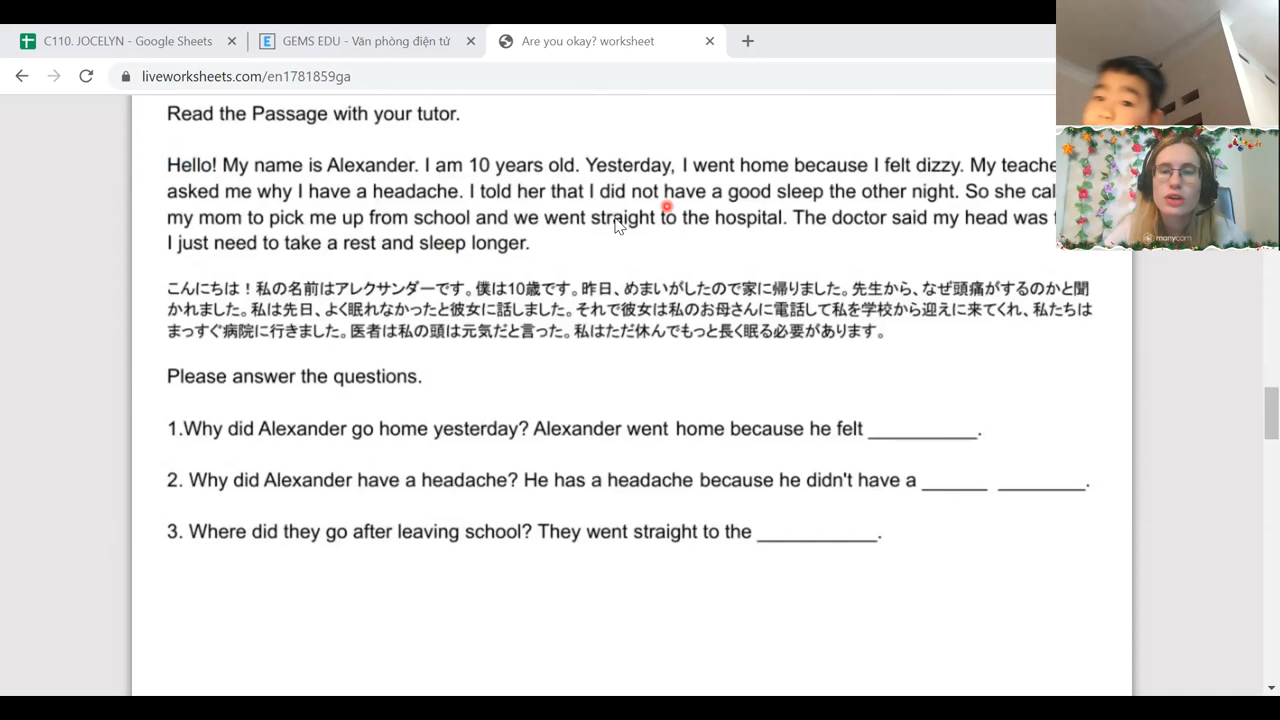 C110. JOCELYN - Google Sheets
GEMS EDU - Văn phòng điện tử
Are you okay? worksheet
liveworksheets.com/en1781859ga
Read the Passage with your tutor.
Hello! My name is Alexander. I am 10 years old. Yesterday, I went home because I felt dizzy. My
asked me why I have a headache. I told her that I did not have a good sleep the other night. So she
my mom to pick me up from school and we went straight to the hospital. The doctor said my head was
I just need to take a rest and sleep longer.
こんにちは！私の名前はアレクサンダーです。僕は10歳です。昨日、めまいがしたので家に帰りました。先生から、なぜ頭痛がするのかと聞
かれました。私は先日、よく眠れなかったと彼女に話しました。それで彼女は私のお母さんに電話して私を学校から迎えに来てくれ、私たちは
まっすぐ病院に行きました。医者は私の頭は元気だと言った。私はただ休んでもっと長く眠る必要があります。
Please answer the questions.
1.Why did Alexander go home yesterday? Alexander went home because he felt __________.
2. Why did Alexander have a headache? He has a headache because he didn't have a ______ ________.
3. Where did they go after leaving school? They went straight to the ___________.
manycam